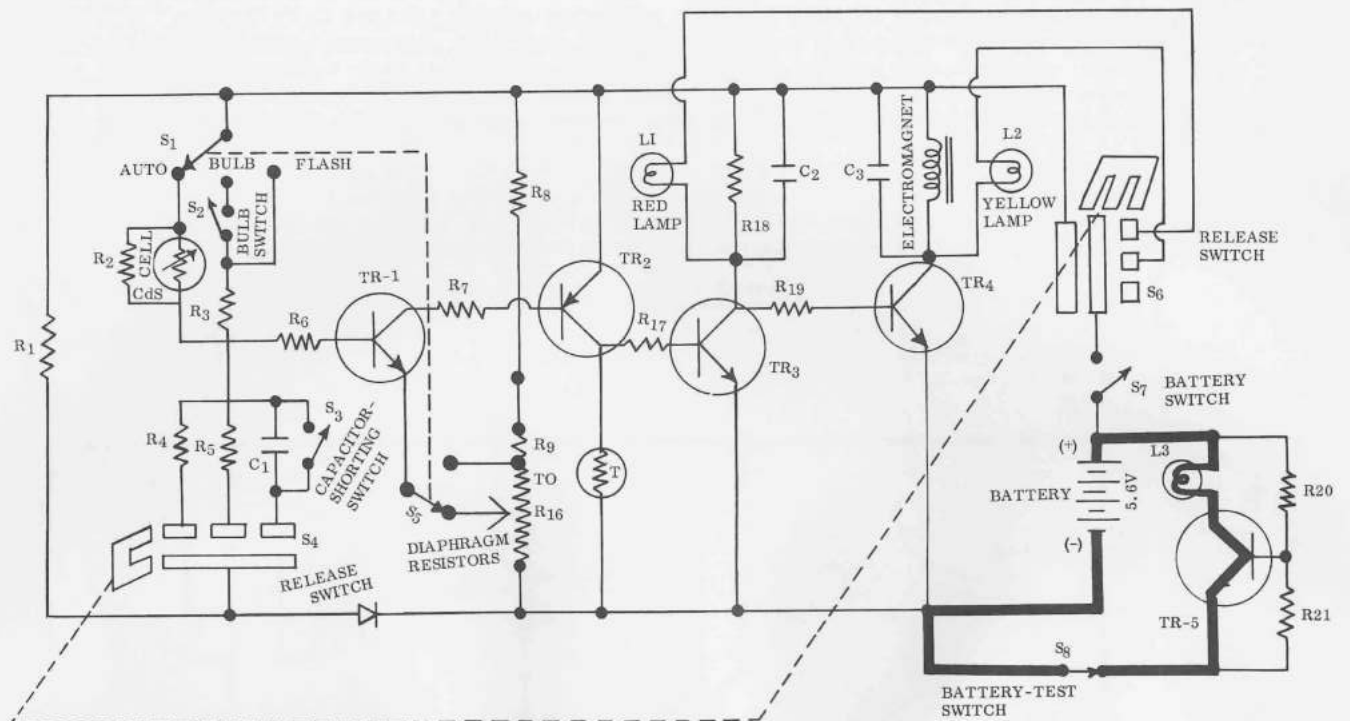 S1
AUTO
BULB
FLASH
S2
BULB
SWITCH
R2
CELL
CdS
R3
R1
R6
TR-1
R7
R8
TR2
L1
RED
LAMP
R18
C2
C3
ELECTROMAGNET
L2
YELLOW
LAMP
RELEASE
SWITCH
S6
R17
R19
TR3
TR4
R4
R5
C1
S3
CAPACITOR-
SHORTING
SWITCH
S4
RELEASE
SWITCH
S5
R9
TO
R16
DIAPHRAGM
RESISTORS
T
S7
BATTERY
SWITCH
(+)
BATTERY
5.6V
(-)
L3
R20
TR-5
R21
S8
BATTERY-TEST
SWITCH